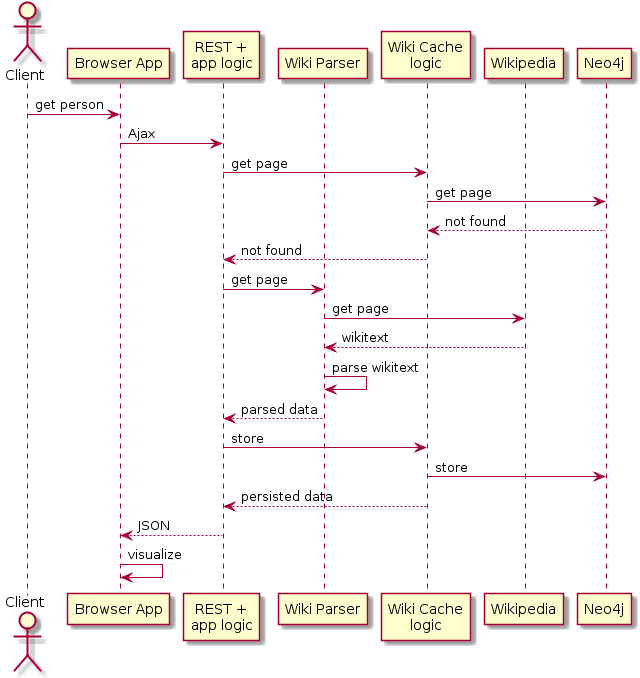 Client
Browser App
REST +
app logic
Wiki Parser
Wiki Cache
logic
Wikipedia
Neo4j
get person
Ajax
get page
get page
not found
not found
get page
get page
wikitext
parse wikitext
parsed data
store
store
persisted data
JSON
visualize
Client
Browser App
REST +
app logic
Wiki Parser
Wiki Cache
logic
Wikipedia
Neo4j